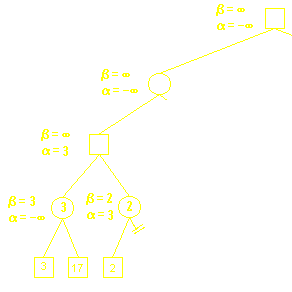 β = ∞
α = -∞
β = ∞
α = -∞
β = ∞
α = 3
β = 3
α = -∞
3
β = 2
α = 3
2
3
17
2